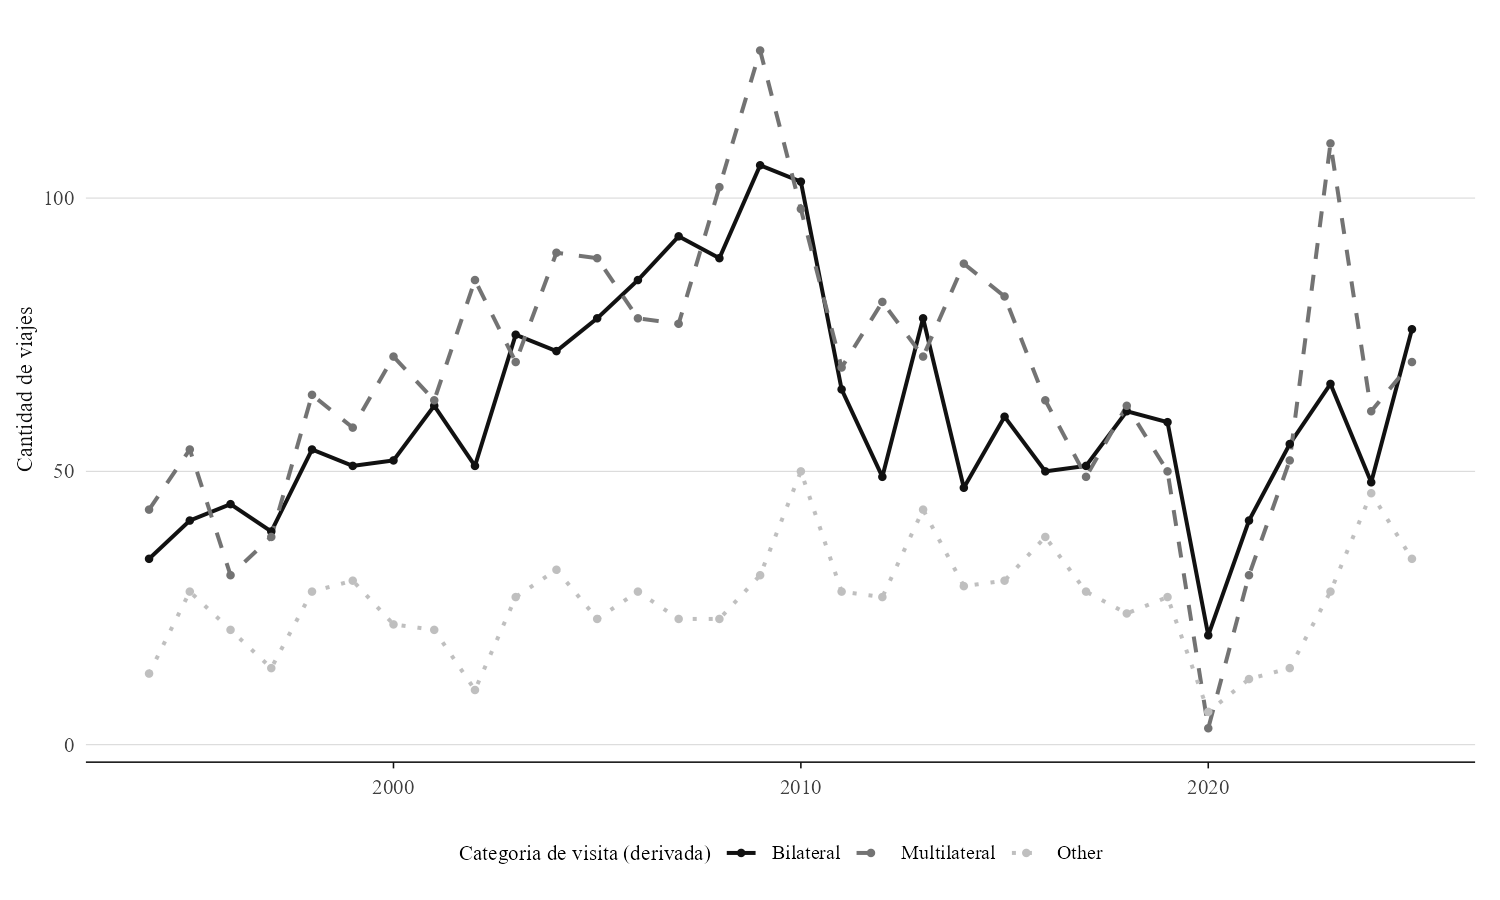 Cantidad de viajes
100
50
0
2000 2010 2020
Categoria de visita (derivada) Bilateral Multilateral Other